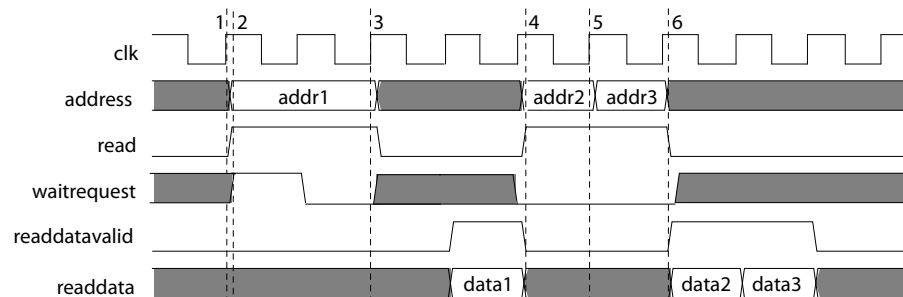 1 2 3 4 5 6
clk
address addr1 addr2 addr3
read
waitrequest
readdatavalid
readdata data1 data2 data3